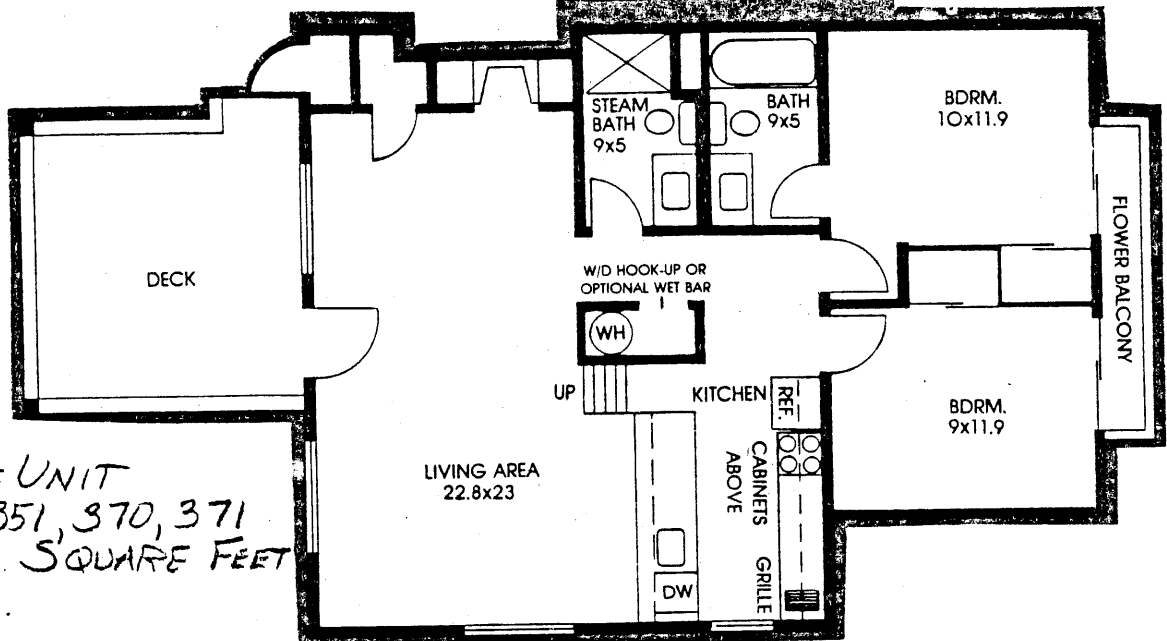 STEAM
BATH
9x5
BATH
9x5
BDRM.
10x11.9
FLOWER BALCONY
DECK
W/D HOOK-UP OR
OPTIONAL WET BAR
WH
UP
KITCHEN
REF.
BDRM.
9x11.9
LIVING AREA
22.8x23
CABINETS
ABOVE
GRILLE
DW
UNIT
351, 370, 371
SQUARE FEET